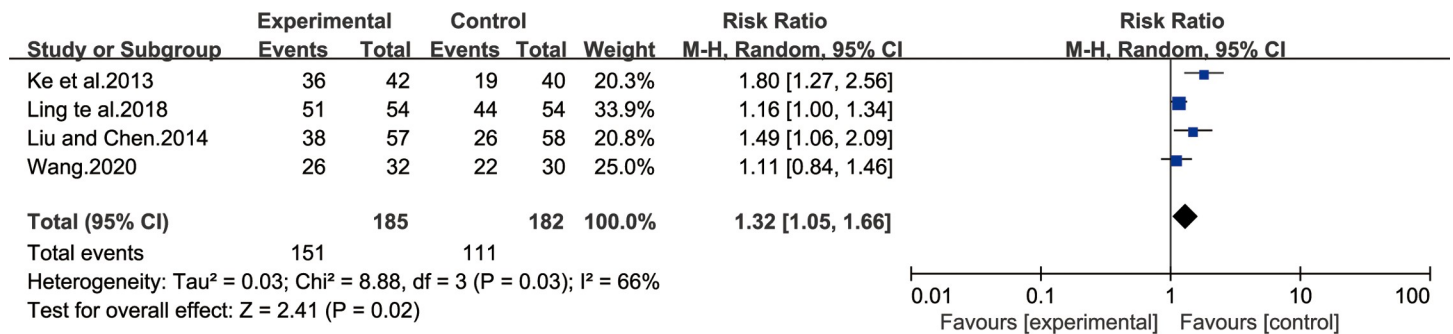 Experimental Control Risk Ratio Risk Ratio
Study or Subgroup Events Total Events Total Weight M-H, Random, 95% CI M-H, Random, 95% CI
Ke et al.2013 36 42 19 40 20.3% 1.80 [1.27, 2.56]
Ling te al.2018 51 54 44 54 33.9% 1.16 [1.00, 1.34]
Liu and Chen.2014 38 57 26 58 20.8% 1.49 [1.06, 2.09]
Wang.2020 26 32 22 30 25.0% 1.11 [0.84, 1.46]
Total (95% CI) 185 182 100.0% 1.32 [1.05, 1.66]
Total events 151 111
Heterogeneity: Tau² = 0.03; Chi² = 8.88, df = 3 (P = 0.03); I² = 66%
Test for overall effect: Z = 2.41 (P = 0.02)
0.01 0.1 1 10 100
Favours [experimental] Favours [control]